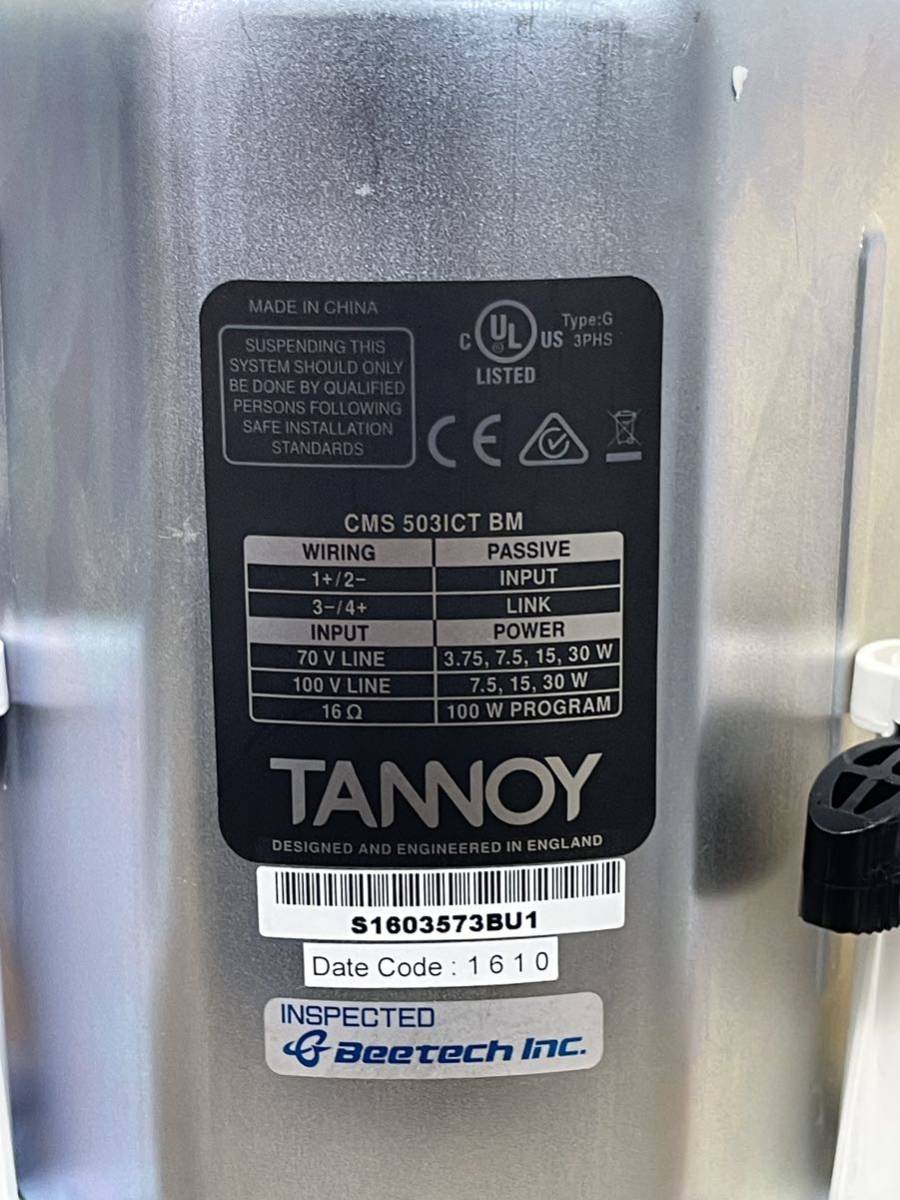 MADE IN CHINA
SUSPENDING THIS
SYSTEM SHOULD ONLY
BE DONE BY QUALIFIED
PERSONS FOLLOWING
SAFE INSTALLATION
STANDARDS
C UL US
LISTED
Type:G
3PHS
CE
CMS 503ICT BM
WIRING PASSIVE
1+/2- INPUT
3-/4+ LINK
INPUT POWER
70 V LINE 3.75, 7.5, 15, 30 W
100 V LINE 7.5, 15, 30 W
16 Ω 100 W PROGRAM
TANNOY
DESIGNED AND ENGINEERED IN ENGLAND
S1603573BU1
Date Code : 1610
INSPECTED
Beetech Inc.